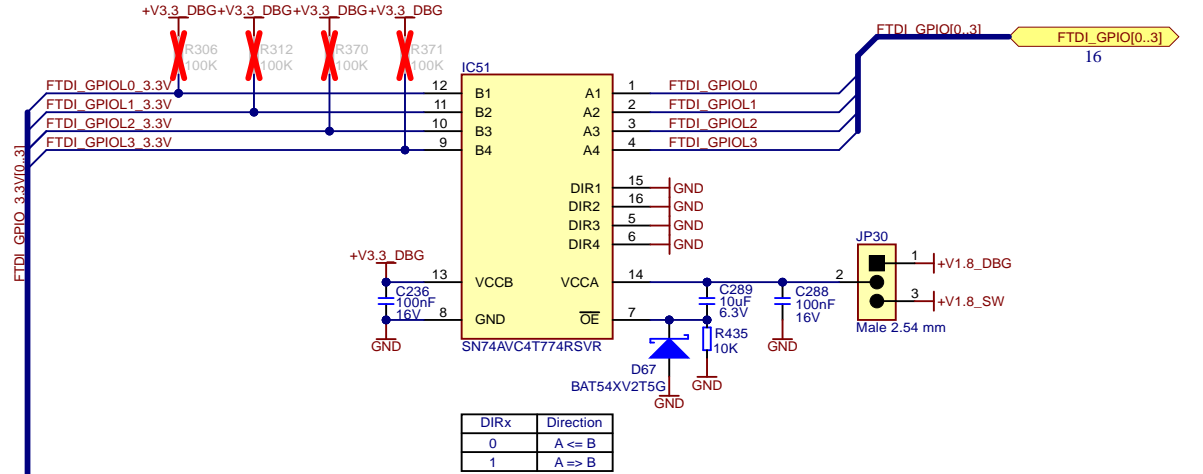 +V3.3_DBG +V3.3_DBG +V3.3_DBG +V3.3_DBG
R306 R312 R370 R371
100K 100K 100K 100K
FTDI_GPIO[0..3]
FTDI_GPIO[0..3]
16
IC51
FTDI_GPIOL0_3.3V 12 B1 A1 1 FTDI_GPIOL0
FTDI_GPIOL1_3.3V 11 B2 A2 2 FTDI_GPIOL1
FTDI_GPIOL2_3.3V 10 B3 A3 3 FTDI_GPIOL2
FTDI_GPIOL3_3.3V 9 B4 A4 4 FTDI_GPIOL3
FTDI_GPIO_3.3V[0..3]
DIR1 15 GND
DIR2 16 GND
DIR3 5 GND
DIR4 6 GND
JP30
+V3.3_DBG
1 +V1.8_DBG
13 VCCB VCCA 14 2
C236
100nF
16V
C289
10uF
6.3V
C288
100nF
16V
3 +V1.8_SW
8 GND OE 7
Male 2.54 mm
R435
10K
GND
SN74AVC4T774RSVR
GND
D67
BAT54XV2T5G
GND
GND
DIRx Direction
0 A <= B
1 A => B